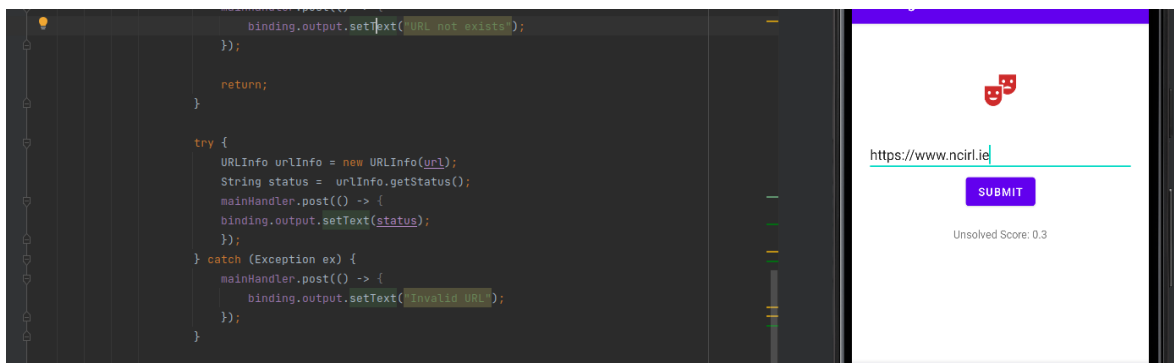 mainHandler.post(() -> {
binding.output.setText("URL not exists");
});
return;
}
try {
URLInfo urlInfo = new URLInfo(url);
String status =  urlInfo.getStatus();
mainHandler.post(() -> {
binding.output.setText(status);
});
} catch (Exception ex) {
mainHandler.post(() -> {
binding.output.setText("Invalid URL");
});
}
https://www.ncirl.ie
SUBMIT
Unsolved Score: 0.3